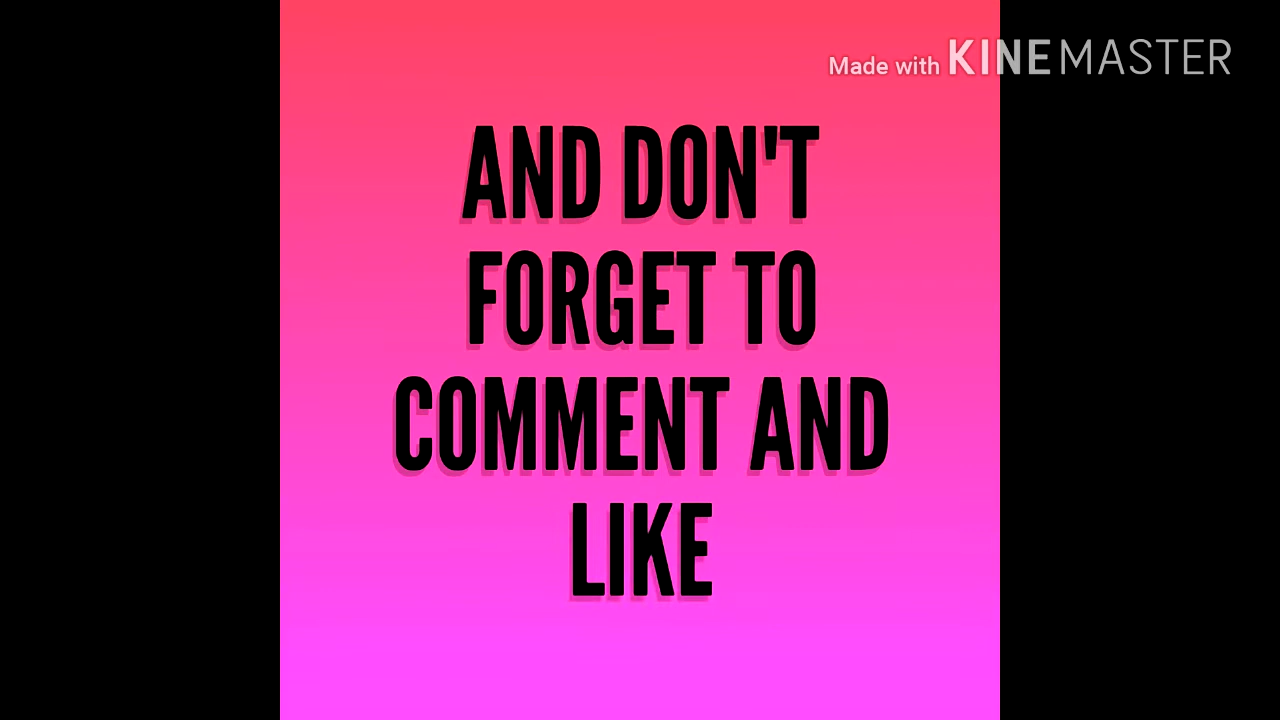 Made with KINEMASTER
AND DON'T
FORGET TO
COMMENT AND
LIKE